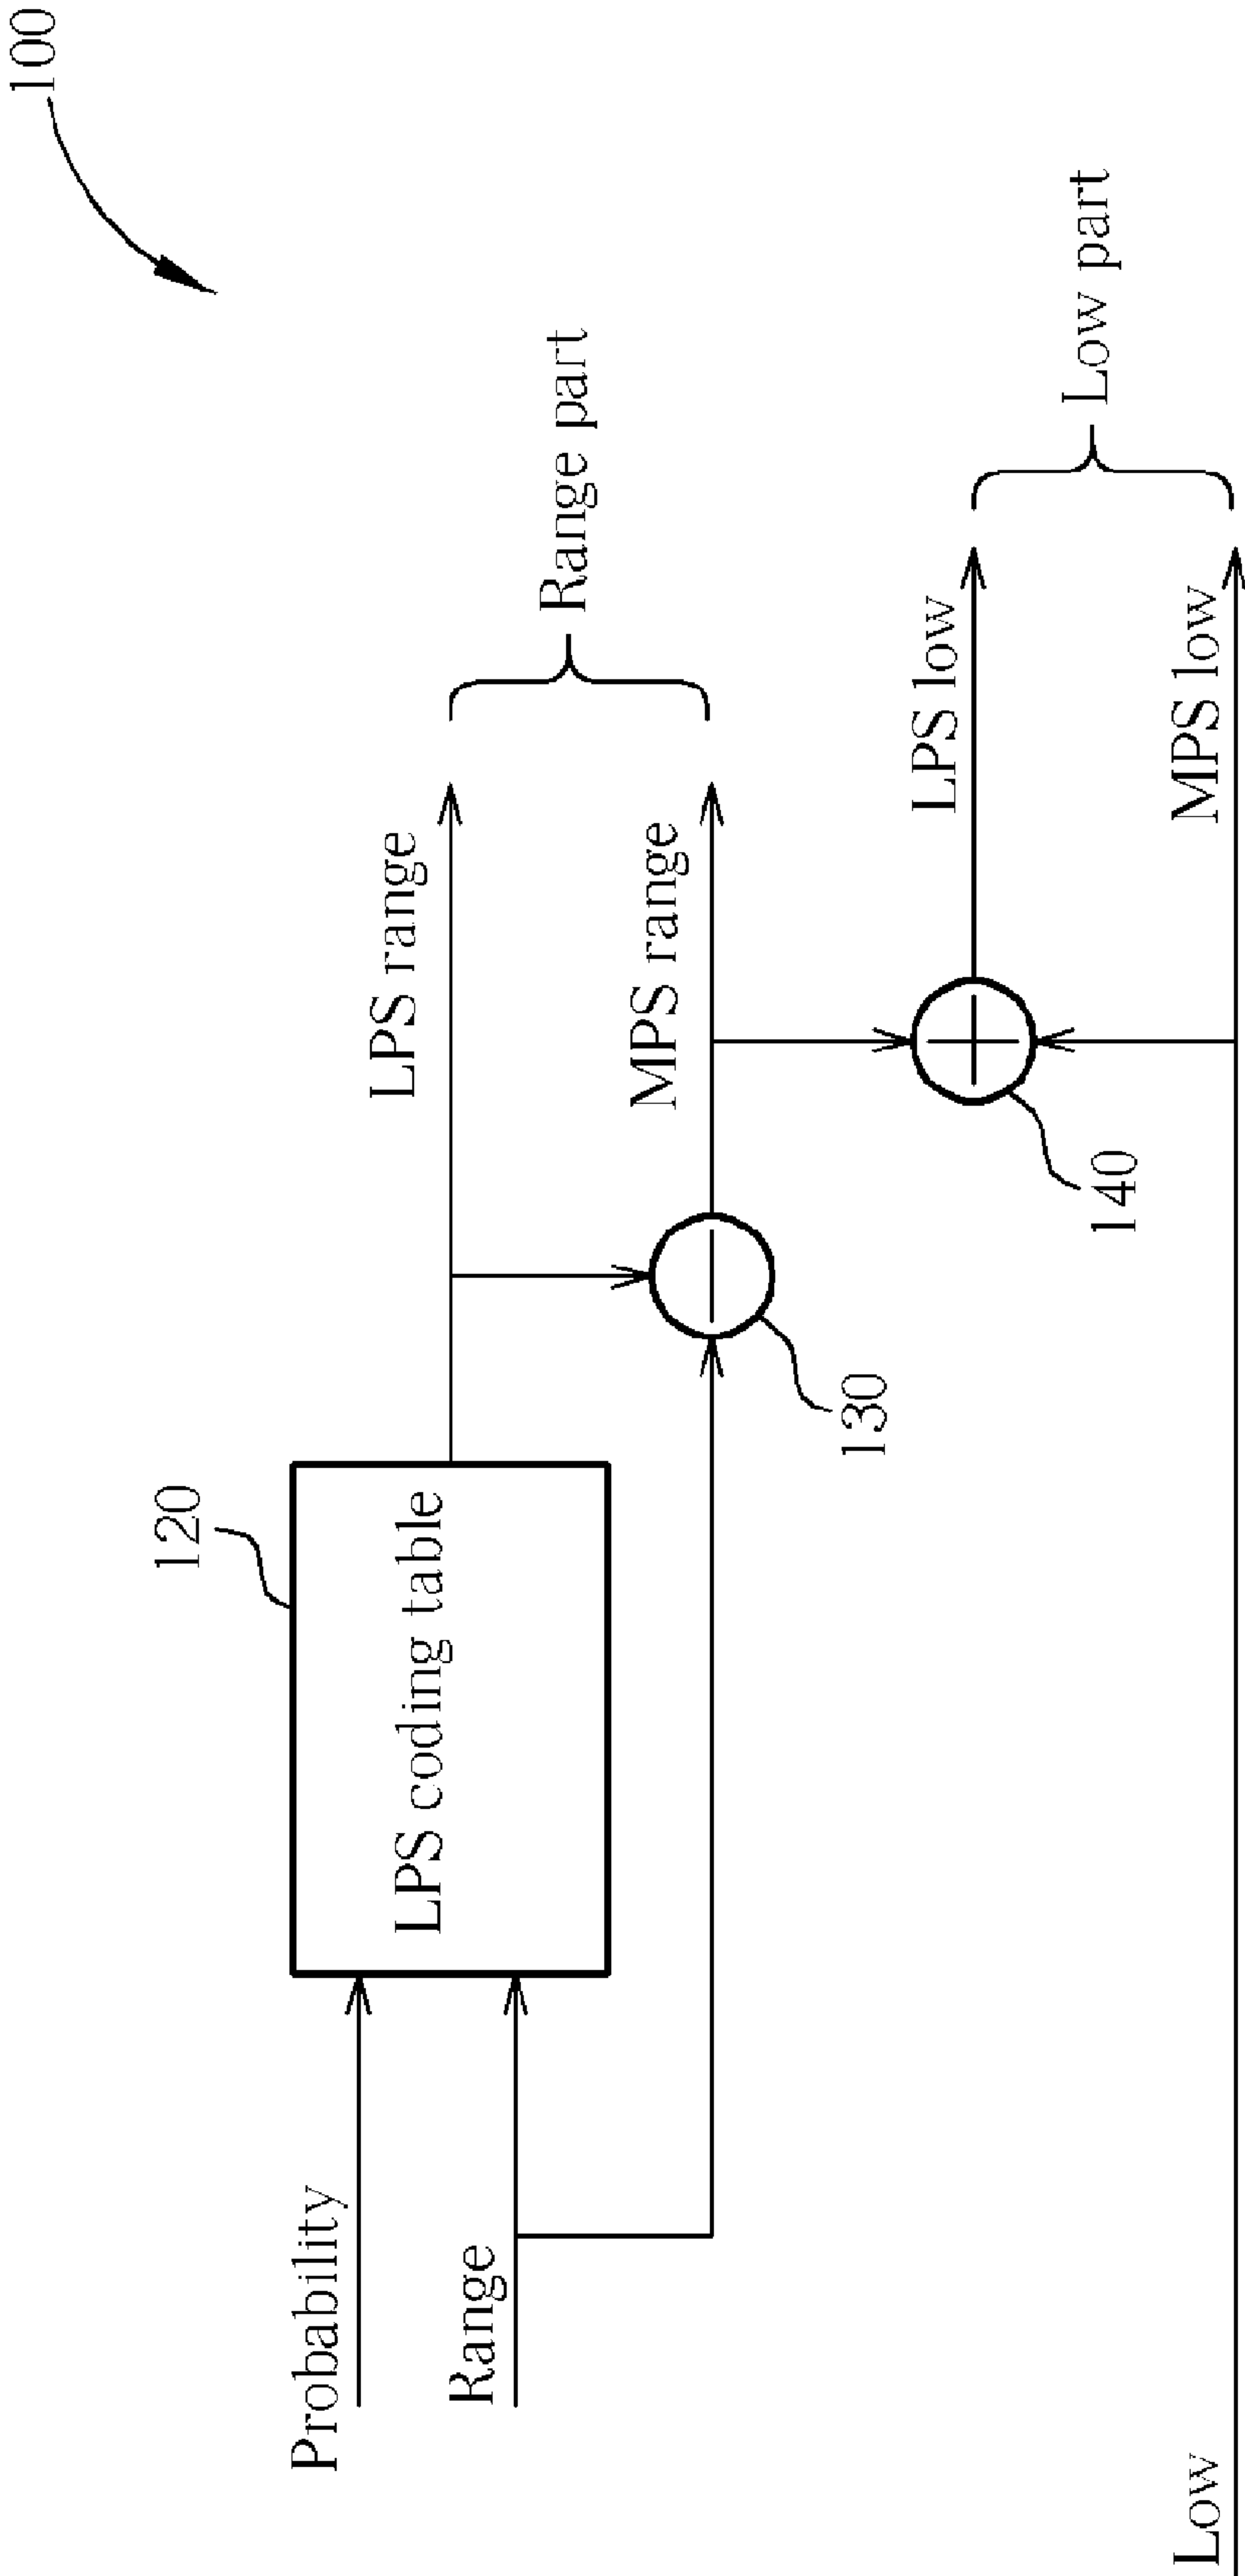 100
120
Probability
LPS coding table
LPS range
Range
Range part
MPS range
130
LPS low
Low part
140
Low
MPS low